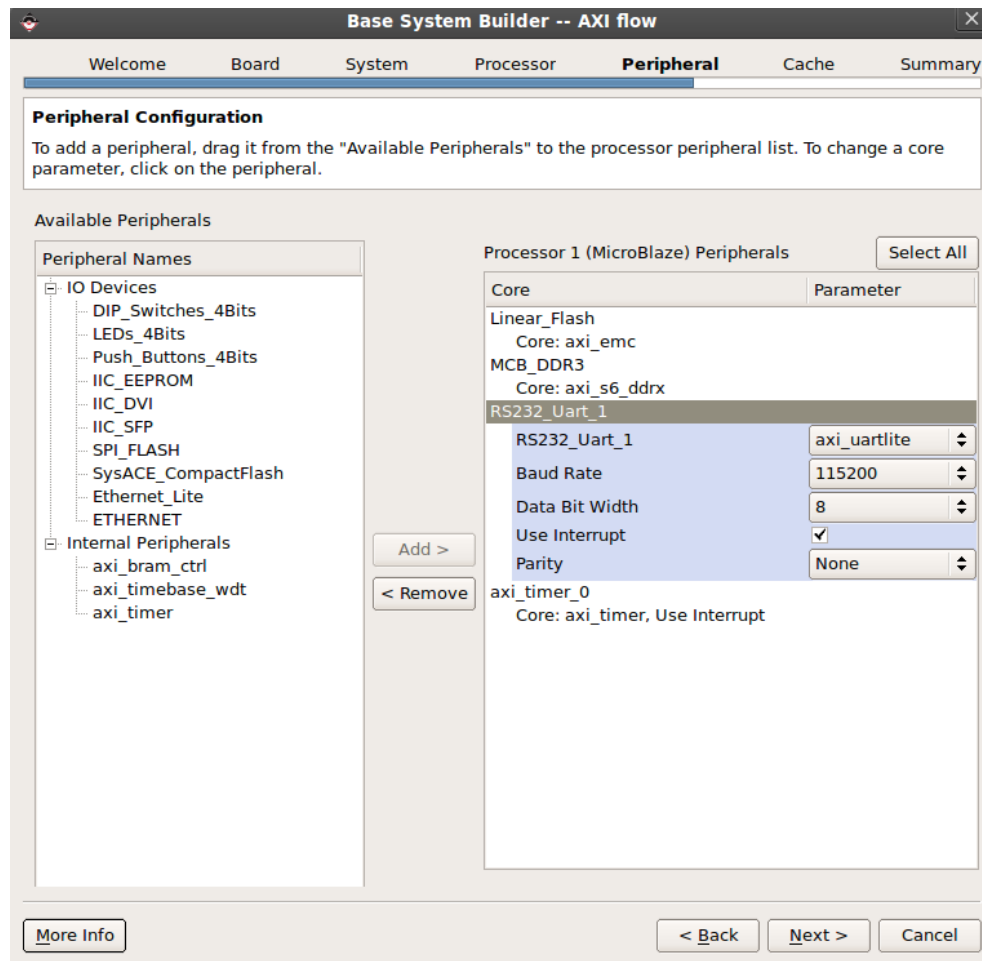 Base System Builder -- AXI flow
Welcome Board System Processor Peripheral Cache Summary
Peripheral Configuration
To add a peripheral, drag it from the "Available Peripherals" to the processor peripheral list. To change a core
parameter, click on the peripheral.
Available Peripherals
Peripheral Names
IO Devices
DIP_Switches_4Bits
LEDs_4Bits
Push_Buttons_4Bits
IIC_EEPROM
IIC_DVI
IIC_SFP
SPI_FLASH
SysACE_CompactFlash
Ethernet_Lite
ETHERNET
Internal Peripherals
axi_bram_ctrl
axi_timebase_wdt
axi_timer
Add >
< Remove
Processor 1 (MicroBlaze) Peripherals Select All
Core Parameter
Linear_Flash
Core: axi_emc
MCB_DDR3
Core: axi_s6_ddrx
RS232_Uart_1
RS232_Uart_1 axi_uartlite
Baud Rate 115200
Data Bit Width 8
Use Interrupt
Parity None
axi_timer_0
Core: axi_timer, Use Interrupt
More Info < Back Next > Cancel